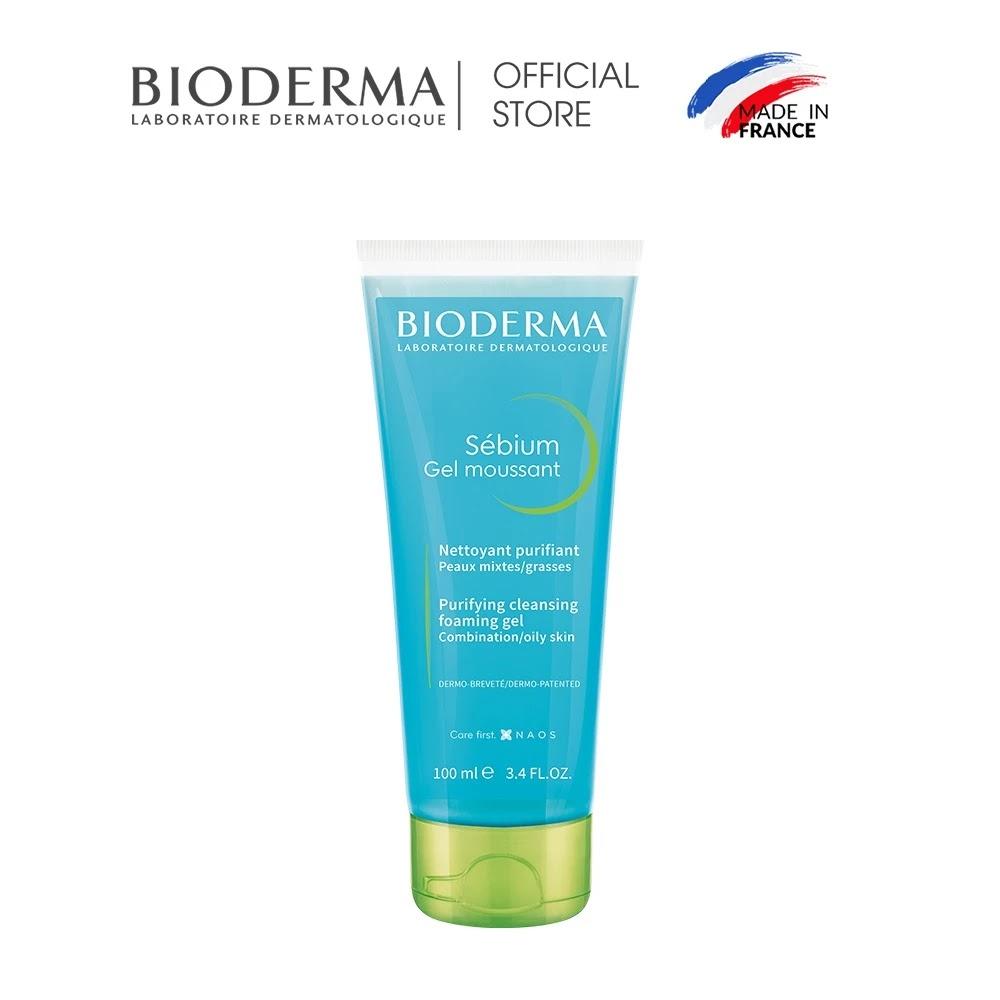 BIODERMA
LABORATOIRE DERMATOLOGIQUE
OFFICIAL
STORE
MADE IN
FRANCE
BIODERMA
LABORATOIRE DERMATOLOGIQUE
Sébium
Gel moussant
Nettoyant purifiant
Peaux mixtes/grasses
Purifying cleansing
foaming gel
Combination/oily skin
DERMO-BREVETÉ/DERMO-PATENTED
Care first. NAOS
100 ml e 3.4 FL.OZ.